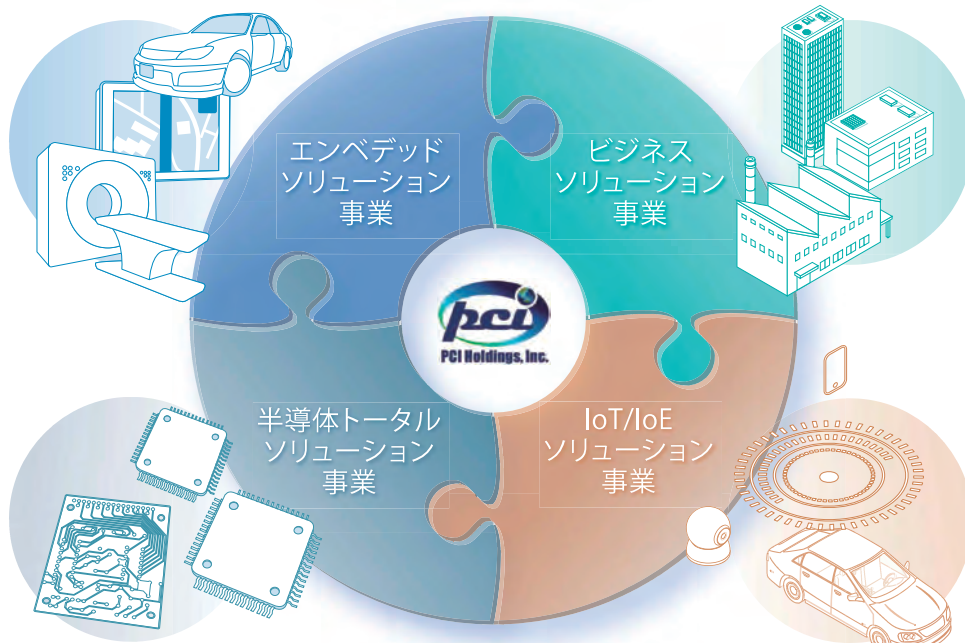 エンベデッド
ソリューション
事業
ビジネス
ソリューション
事業
pci
PCI Holdings, Inc.
半導体トータル
ソリューション
事業
IoT/IoE
ソリューション
事業